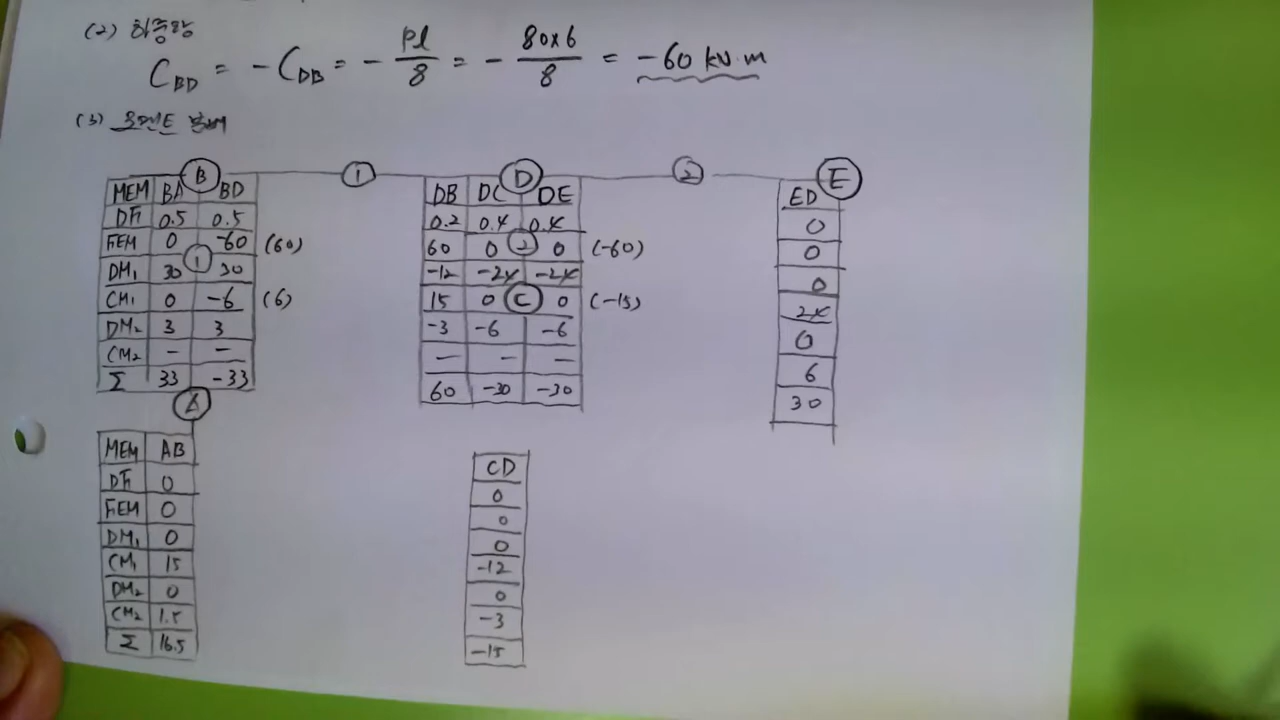 (2) 하중항
C_BD = -C_DB = - Pl/8 = - 80x6/8 = -60 kN·m
(3) 모멘트 분배
B ① D ② E
MEM BA BD
DF 0.5 0.5
FEM 0 -60 (60)
①
DM₁ 30 30
CM₁ 0 -6 (6)
DM₂ 3 3
CM₂ - -
Σ 33 -33
DB DC DE
0.2 0.4 0.4
60 0 ② 0 (-60)
-12 -24 -24
15 0 C 0 (-15)
-3 -6 -6
- - -
60 -30 -30
ED
0
0
0
24
0
6
30
A
MEM AB
DF 0
FEM 0
DM₁ 0
CM₁ 15
DM₂ 0
CM₂ 1.5
Σ 16.5
CD
0
0
0
-12
0
-3
-15